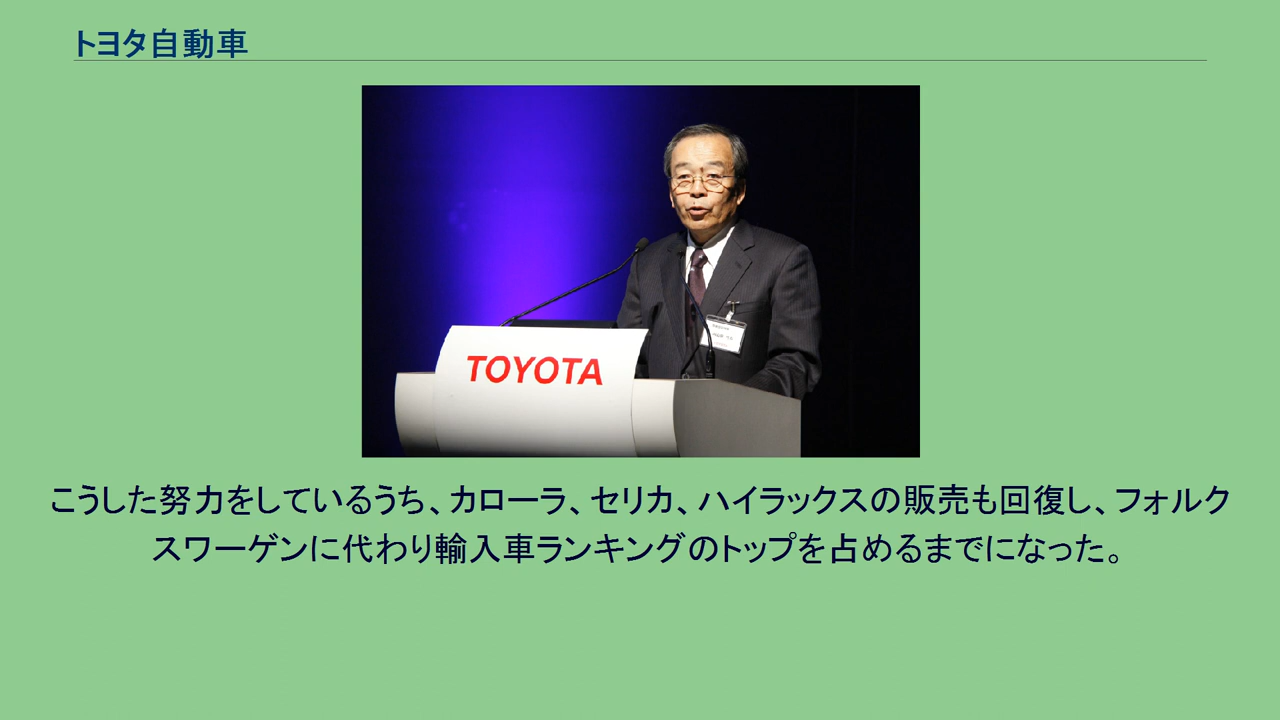 トヨタ自動車
TOYOTA
こうした努力をしているうち、カローラ、セリカ、ハイラックスの販売も回復し、フォルク
スワーゲンに代わり輸入車ランキングのトップを占めるまでになった。